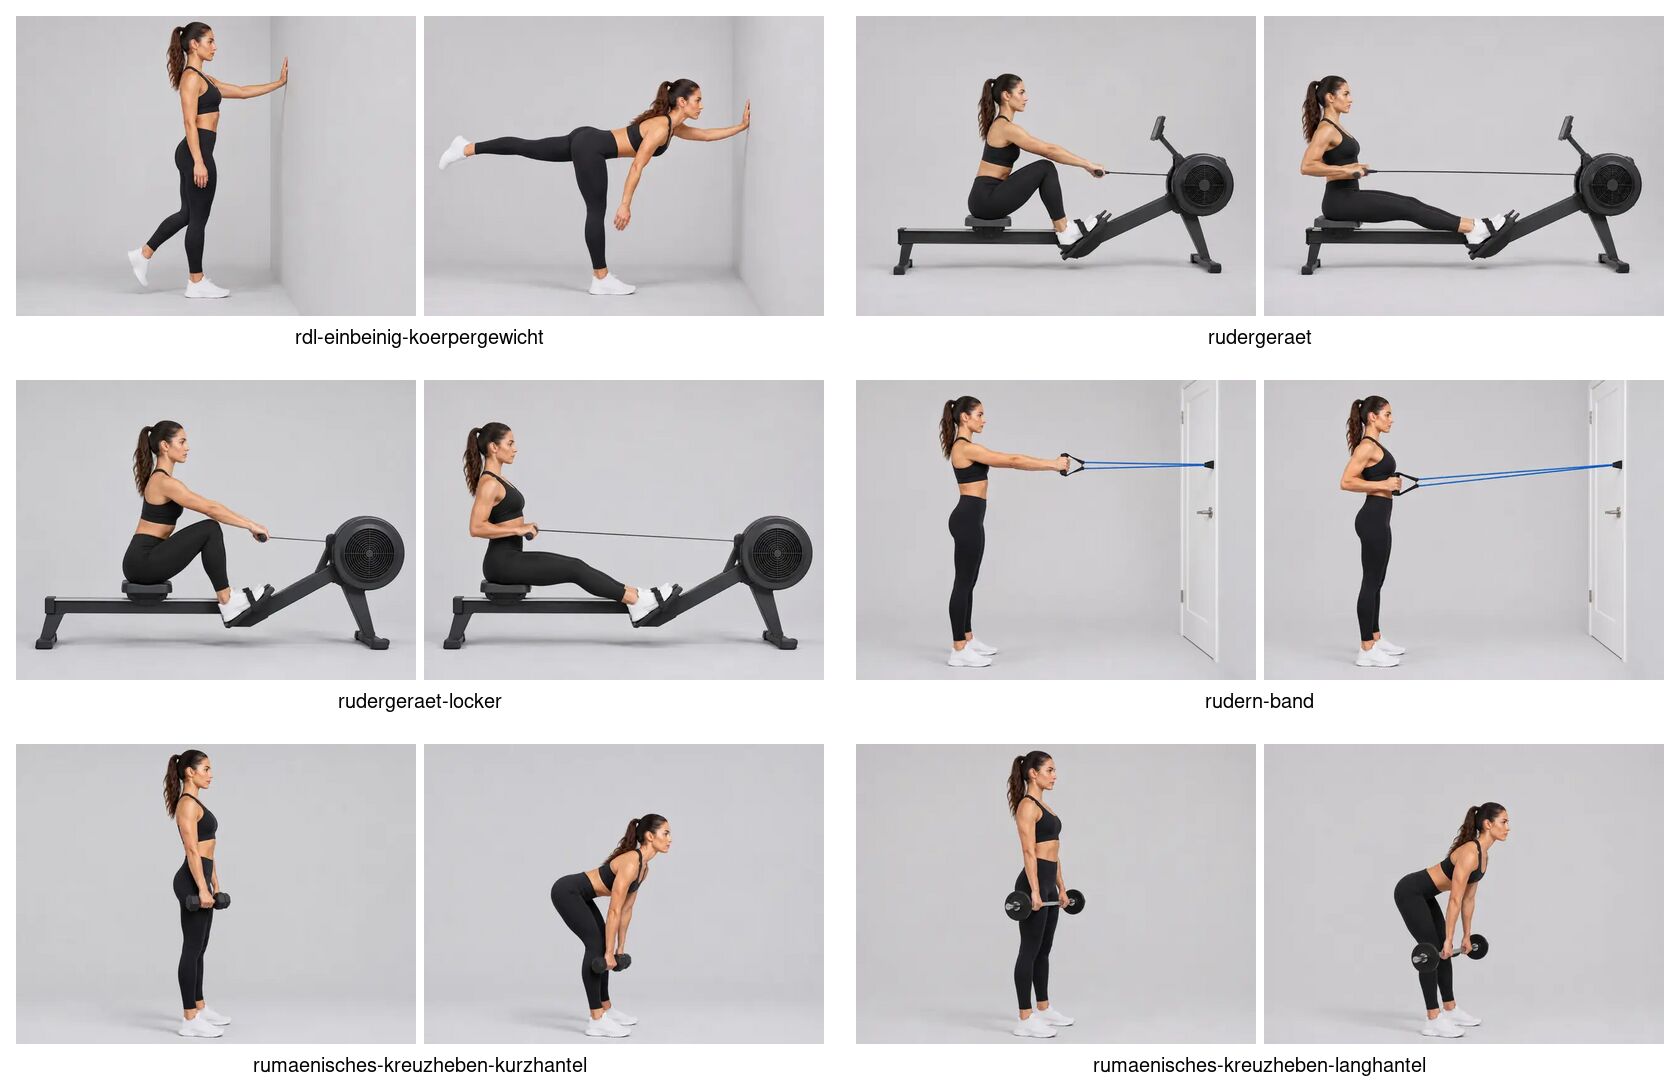 rdl-einbeinig-koerpergewicht
rudergeraet
rudergeraet-locker
rudern-band
rumaenisches-kreuzheben-kurzhantel
rumaenisches-kreuzheben-langhantel